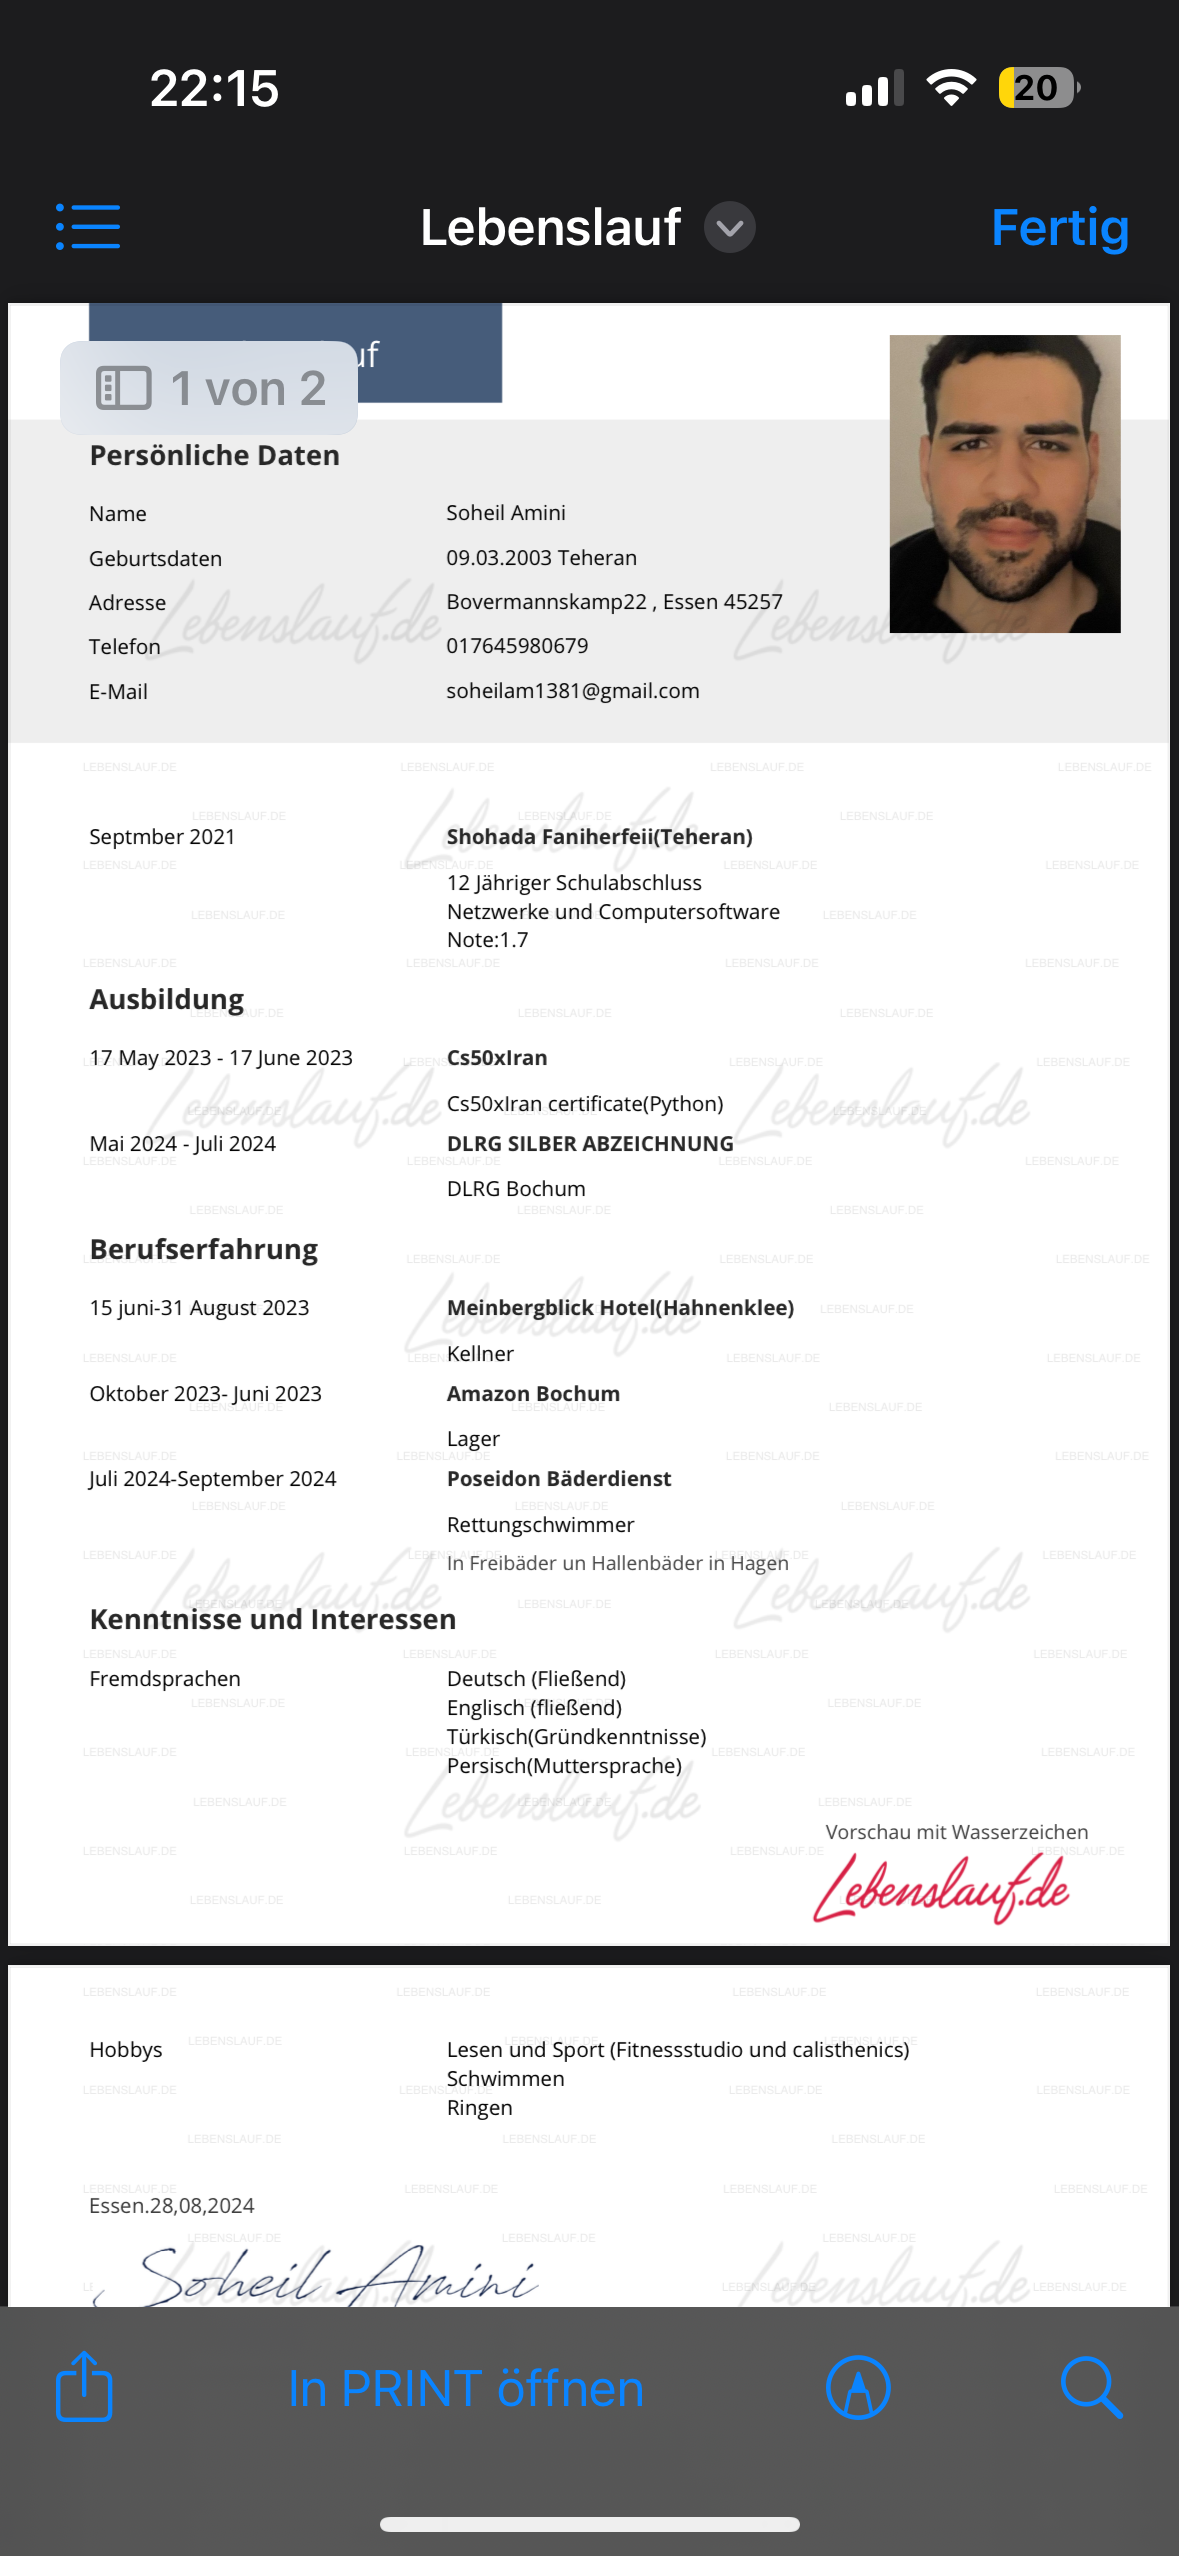 22:15
20
Lebenslauf
Fertig
uf
1 von 2
Persönliche Daten
Name Soheil Amini
Geburtsdaten 09.03.2003 Teheran
Adresse Bovermannskamp22 , Essen 45257
Telefon 017645980679
E-Mail soheilam1381@gmail.com
Septmber 2021 Shohada Faniherfeii(Teheran)
12 Jähriger Schulabschluss
Netzwerke und Computersoftware
Note:1.7
Ausbildung
17 May 2023 - 17 June 2023 Cs50xIran
Cs50xIran certificate(Python)
Mai 2024 - Juli 2024 DLRG SILBER ABZEICHNUNG
DLRG Bochum
Berufserfahrung
15 juni-31 August 2023 Meinbergblick Hotel(Hahnenklee)
Kellner
Oktober 2023- Juni 2023 Amazon Bochum
Lager
Juli 2024-September 2024 Poseidon Bäderdienst
Rettungschwimmer
In Freibäder un Hallenbäder in Hagen
Kenntnisse und Interessen
Fremdsprachen Deutsch (Fließend)
Englisch (fließend)
Türkisch(Gründkenntnisse)
Persisch(Muttersprache)
Vorschau mit Wasserzeichen
Lebenslauf.de
Hobbys Lesen und Sport (Fitnessstudio und calisthenics)
Schwimmen
Ringen
Essen.28,08,2024
Soheil Amini
In PRINT öffnen